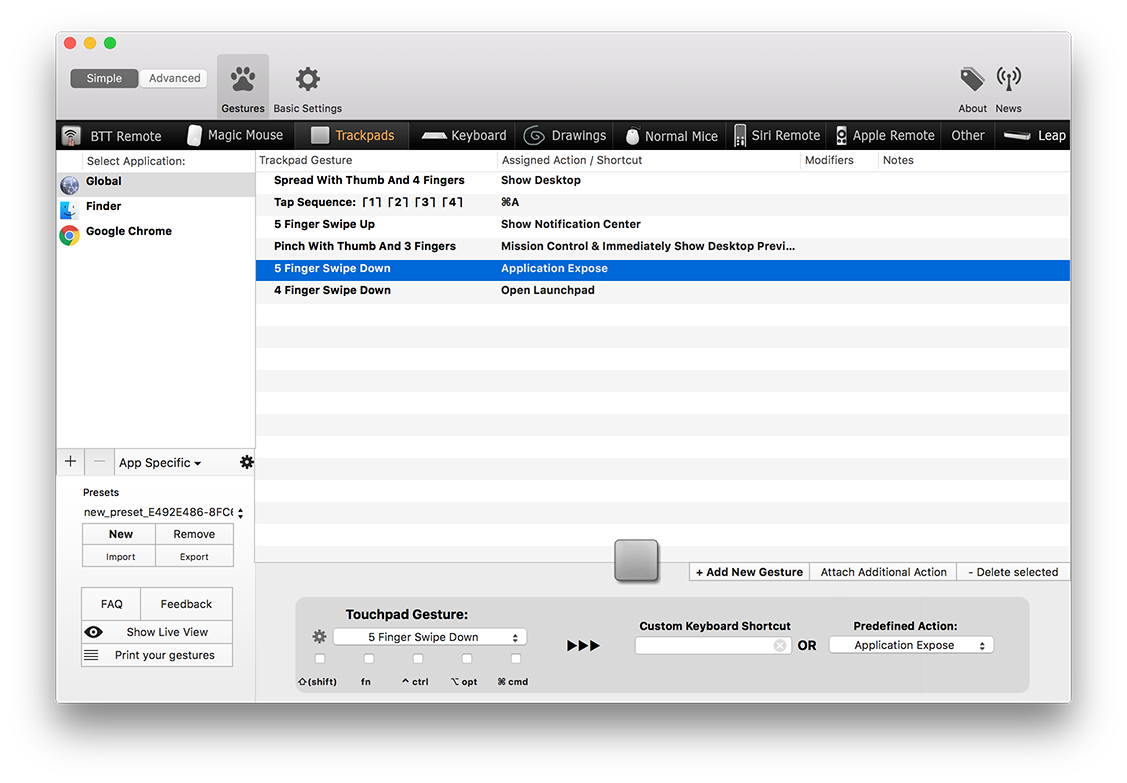 Simple Advanced
Gestures Basic Settings About News
BTT Remote Magic Mouse Trackpads Keyboard Drawings Normal Mice Siri Remote Apple Remote Other Leap
Select Application: Trackpad Gesture Assigned Action / Shortcut Modifiers Notes
Global
Finder
Google Chrome
Spread With Thumb And 4 Fingers Show Desktop
Tap Sequence: ⎡1⎤ ⎡2⎤ ⎡3⎤ ⎡4⎤ ⌘A
5 Finger Swipe Up Show Notification Center
Pinch With Thumb And 3 Fingers Mission Control & Immediately Show Desktop Previ...
5 Finger Swipe Down Application Expose
4 Finger Swipe Down Open Launchpad
+ − App Specific
Presets
new_preset_E492E486-8FC6
New Remove
Import Export
FAQ Feedback
Show Live View
Print your gestures
+ Add New Gesture Attach Additional Action - Delete selected
Touchpad Gesture:
5 Finger Swipe Down
⇧(shift) fn ^ ctrl ⌥ opt ⌘ cmd
Custom Keyboard Shortcut
OR
Predefined Action:
Application Expose